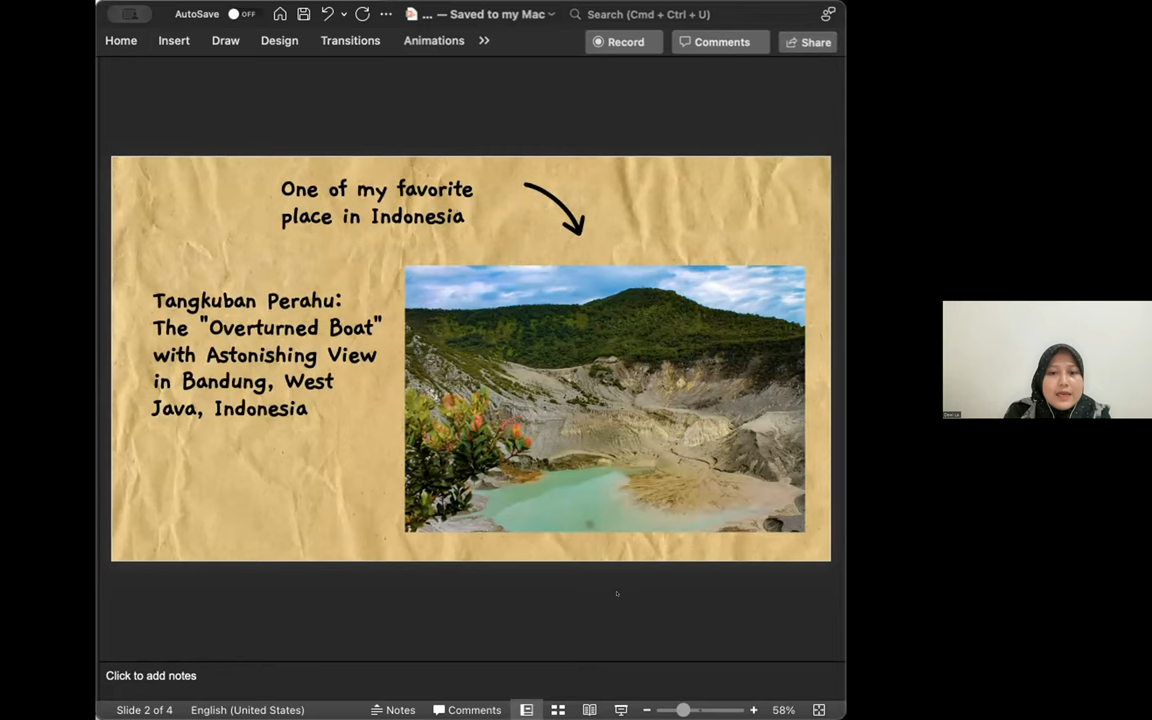 AutoSave OFF ... — Saved to my Mac Search (Cmd + Ctrl + U)
Home Insert Draw Design Transitions Animations Record Comments Share
One of my favorite
place in Indonesia
Tangkuban Perahu:
The "Overturned Boat"
with Astonishing View
in Bandung, West
Java, Indonesia
Click to add notes
Slide 2 of 4 English (United States) Notes Comments 58%